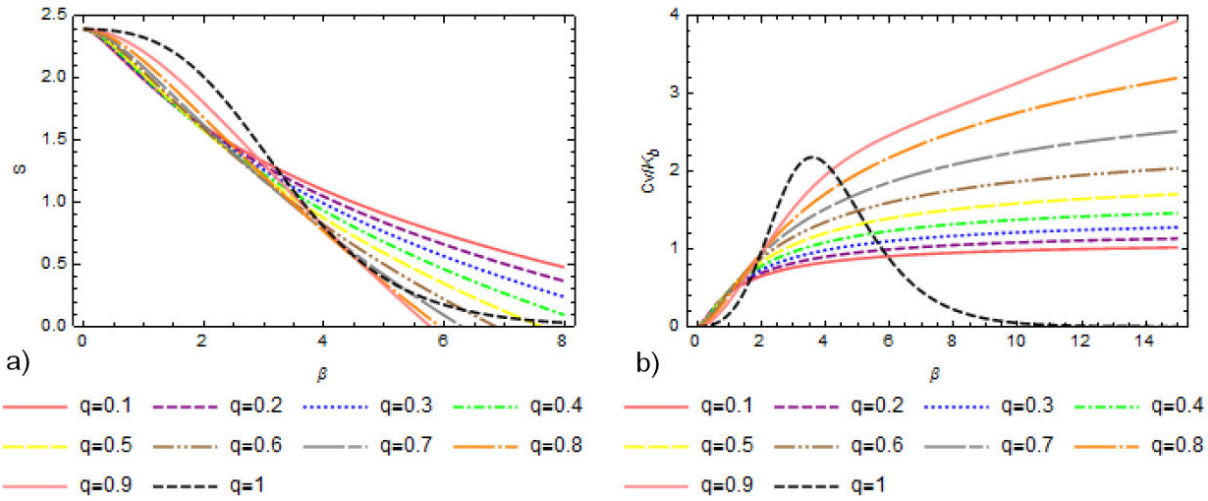 2.5
2.0
1.5
1.0
0.5
0.0
S
0 2 4 6 8
β
a)
4
3
2
1
0
Cv/K_b
0 2 4 6 8 10 12 14
β
b)
q=0.1 q=0.2 q=0.3 q=0.4
q=0.5 q=0.6 q=0.7 q=0.8
q=0.9 q=1
q=0.1 q=0.2 q=0.3 q=0.4
q=0.5 q=0.6 q=0.7 q=0.8
q=0.9 q=1